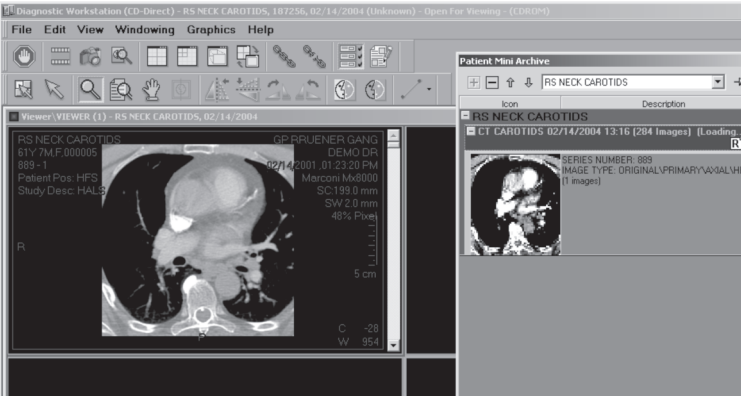 Diagnostic Workstation (CD-Direct) - RS NECK CAROTIDS, 187256, 02/14/2004 (Unknown) - Open For Viewing - (CDROM)
File Edit View Windowing Graphics Help
Patient Mini Archive
RS NECK CAROTIDS
Icon Description
RS NECK CAROTIDS
CT CAROTIDS 02/14/2004 13:16 (284 Images) (Loading..
R
SERIES NUMBER: 889
IMAGE TYPE: ORIGINAL\PRIMARY\AXIAL\HE
(1 images)
Viewer\VIEWER (1) - RS NECK CAROTIDS, 02/14/2004
RS NECK CAROTIDS
61Y 7M,F,000005
889 - 1
Patient Pos: HFS
Study Desc: HALS
GP RRUENER GANG
DEMO DR
02/14/2001 ,01:23:20 PM
Marconi Mx8000
SC:199.0 mm
SW 2.0 mm
48% Pixel
R
5 cm
P
C -28
W 954